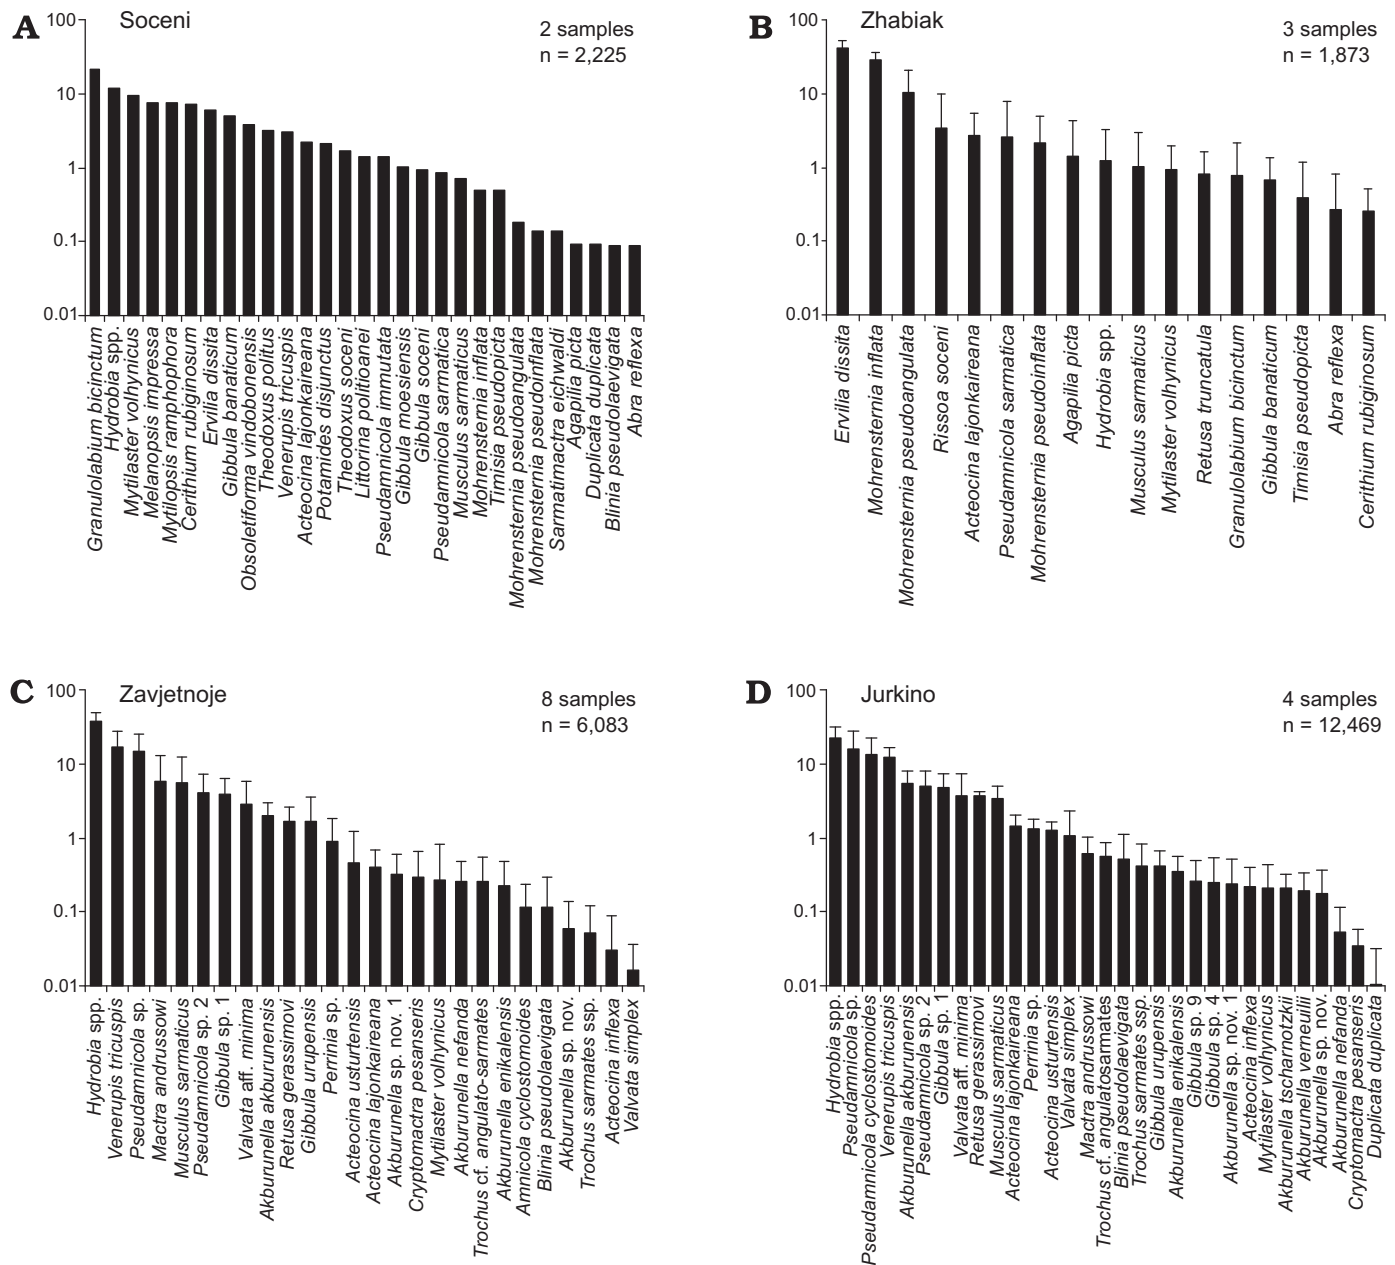 A
Soceni
2 samples
n = 2,225
100
10
1
0.1
0.01
Granulolabium bicinctum
Hydrobia spp.
Mytilaster volhynicus
Melanopsis impressa
Mytilopsis ramphophora
Cerithium rubiginosum
Ervilia dissita
Gibbula banaticum
Obsoletiforma vindobonensis
Theodoxus politus
Venerupis tricuspis
Acteocina lajonkaireana
Potamides disjunctus
Theodoxus soceni
Littorina politioanei
Pseudamnicola immutata
Gibbula moesiensis
Gibbula soceni
Pseudamnicola sarmatica
Musculus sarmaticus
Mohrensternia inflata
Timisia pseudopicta
Mohrensternia pseudoangulata
Mohrensternia pseudoinflata
Sarmatimactra eichwaldi
Agapilia picta
Duplicata duplicata
Blinia pseudolaevigata
Abra reflexa
B
Zhabiak
3 samples
n = 1,873
100
10
1
0.1
0.01
Ervilia dissita
Mohrensternia inflata
Mohrensternia pseudoangulata
Rissoa soceni
Acteocina lajonkaireana
Pseudamnicola sarmatica
Mohrensternia pseudoinflata
Agapilia picta
Hydrobia spp.
Musculus sarmaticus
Mytilaster volhynicus
Retusa truncatula
Granulolabium bicinctum
Gibbula banaticum
Timisia pseudopicta
Abra reflexa
Cerithium rubiginosum
C
Zavjetnoje
8 samples
n = 6,083
100
10
1
0.1
0.01
Hydrobia spp.
Venerupis tricuspis
Pseudamnicola sp.
Mactra andrussowi
Musculus sarmaticus
Pseudamnicola sp. 2
Gibbula sp. 1
Valvata aff. minima
Akburunella akburunensis
Retusa gerassimovi
Gibbula urupensis
Perrinia sp.
Acteocina usturtensis
Acteocina lajonkaireana
Akburunella sp. nov. 1
Cryptomactra pesanseris
Mytilaster volhynicus
Akburunella nefanda
Trochus cf. angulato-sarmates
Akburunella enikalensis
Amnicola cyclostomoides
Blinia pseudolaevigata
Akburunella sp. nov.
Trochus sarmates ssp.
Acteocina inflexa
Valvata simplex
D
Jurkino
4 samples
n = 12,469
100
10
1
0.1
0.01
Hydrobia spp.
Pseudamnicola sp.
Pseudamnicola cyclostomoides
Venerupis tricuspis
Akburunella akburunensis
Pseudamnicola sp. 2
Gibbula sp. 1
Valvata aff. minima
Retusa gerassimovi
Musculus sarmaticus
Acteocina lajonkaireana
Perrinia sp.
Acteocina usturtensis
Valvata simplex
Mactra andrussowi
Trochus cf. angulatosarmates
Blinia pseudolaevigata
Trochus sarmates ssp.
Gibbula urupensis
Akburunella enikalensis
Gibbula sp. 9
Gibbula sp. 4
Akburunella sp. nov. 1
Acteocina inflexa
Mytilaster volhynicus
Akburunella tscharnotzkii
Akburunella verneuilii
Akburunella sp. nov.
Akburunella nefanda
Cryptomactra pesanseris
Duplicata duplicata